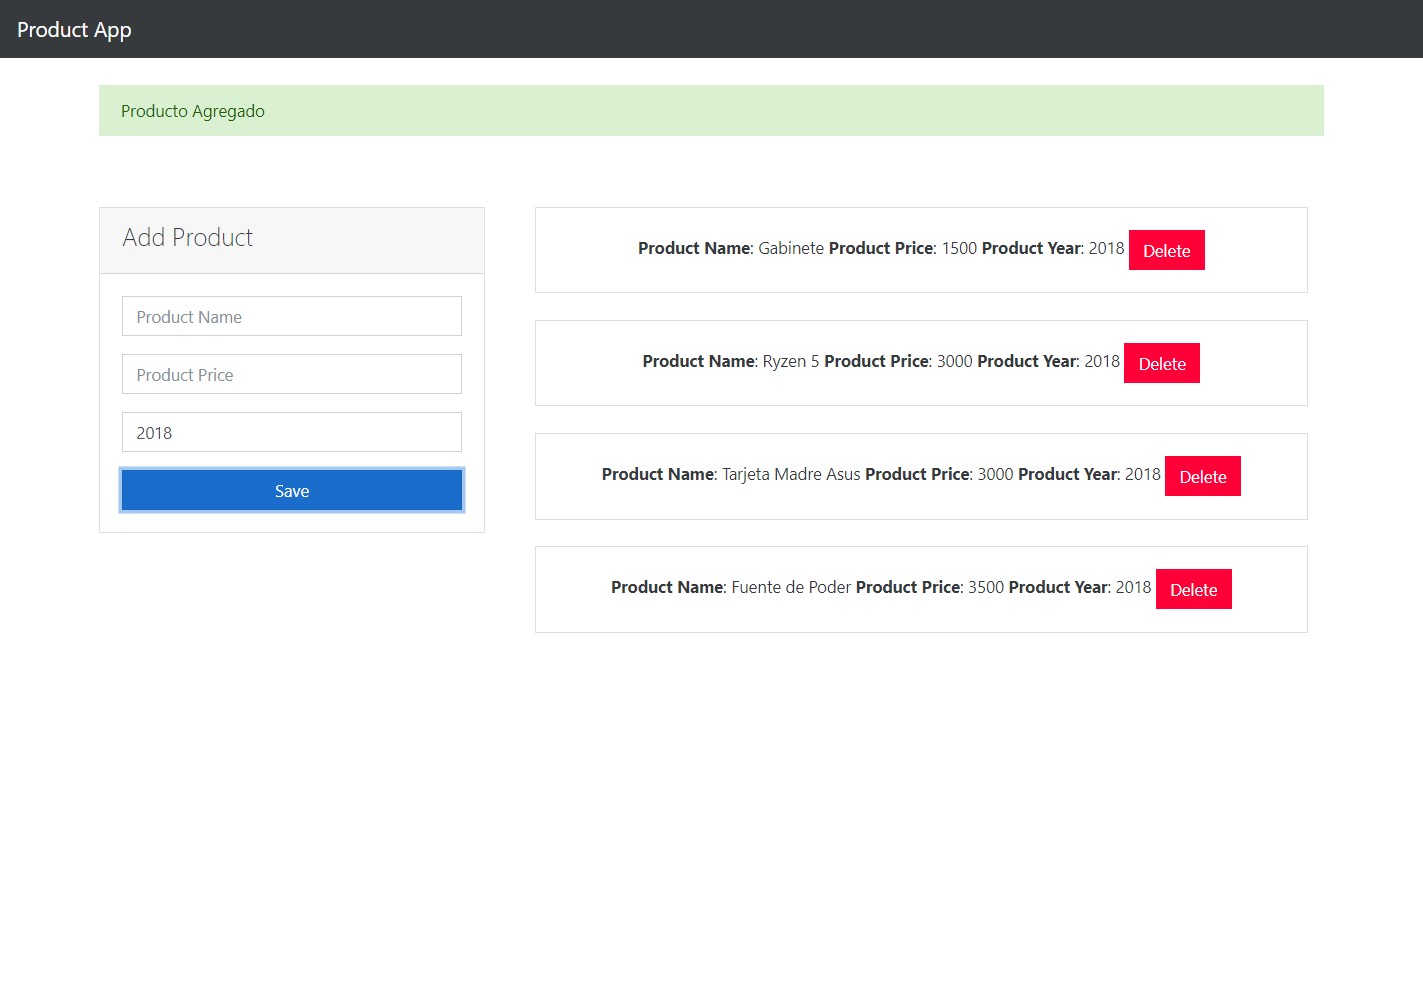 Product App
Producto Agregado
Add Product
Product Name
Product Price
2018
Save
Product Name: Gabinete Product Price: 1500 Product Year: 2018 Delete
Product Name: Ryzen 5 Product Price: 3000 Product Year: 2018 Delete
Product Name: Tarjeta Madre Asus Product Price: 3000 Product Year: 2018 Delete
Product Name: Fuente de Poder Product Price: 3500 Product Year: 2018 Delete